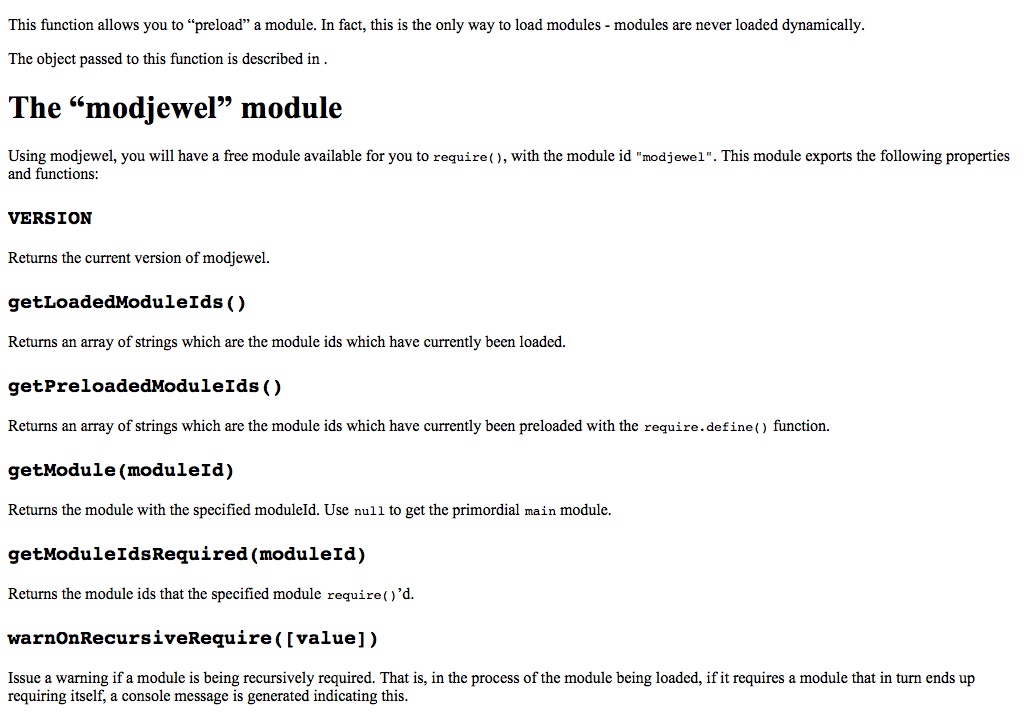 This function allows you to “preload” a module. In fact, this is the only way to load modules - modules are never loaded dynamically.
The object passed to this function is described in .
The “modjewel” module
Using modjewel, you will have a free module available for you to require(), with the module id "modjewel". This module exports the following properties
and functions:
VERSION
Returns the current version of modjewel.
getLoadedModuleIds()
Returns an array of strings which are the module ids which have currently been loaded.
getPreloadedModuleIds()
Returns an array of strings which are the module ids which have currently been preloaded with the require.define() function.
getModule(moduleId)
Returns the module with the specified moduleId. Use null to get the primordial main module.
getModuleIdsRequired(moduleId)
Returns the module ids that the specified module require()’d.
warnOnRecursiveRequire([value])
Issue a warning if a module is being recursively required. That is, in the process of the module being loaded, if it requires a module that in turn ends up
requiring itself, a console message is generated indicating this.